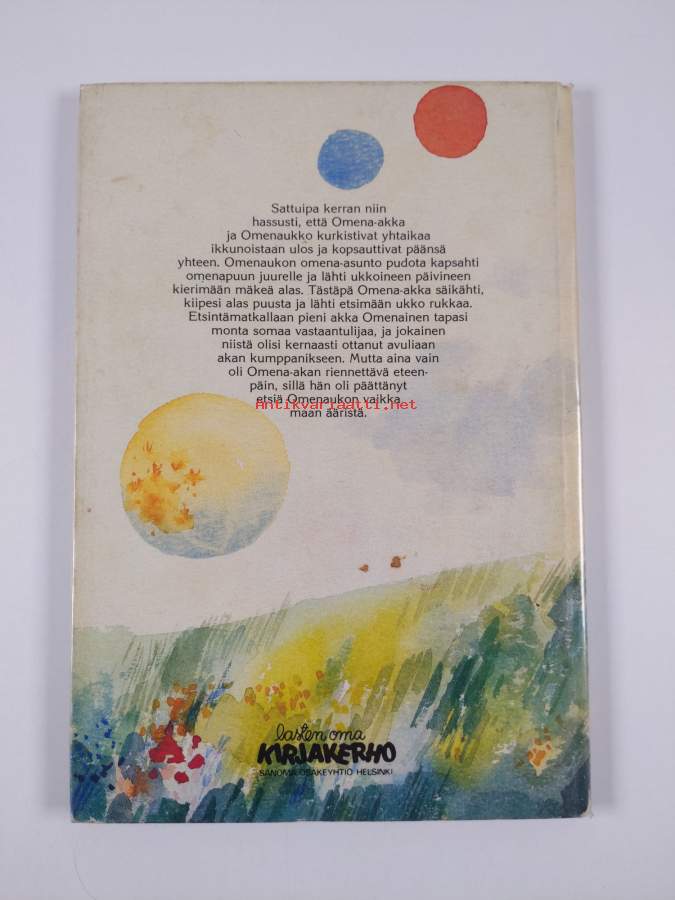 Sattuipa kerran niin
hassusti, että Omena-akka
ja Omenaukko kurkistivat yhtaikaa
ikkunoistaan ulos ja kopsauttivat päänsä
yhteen. Omenaukon omena-asunto pudota kapsahti
omenapuun juurelle ja lähti ukkoineen päivineen
kierimään mäkeä alas. Tästäpä Omena-akka säikähti,
kiipesi alas puusta ja lähti etsimään ukko rukkaa.
Etsintämatkallaan pieni akka Omenainen tapasi
monta somaa vastaantulijaa, ja jokainen
niistä olisi kernaasti ottanut avuliaan
akan kumppanikseen. Mutta aina vain
oli Omena-akan riennettävä eteen-
päin, sillä hän oli päättänyt
etsiä Omenaukon vaikka
Antikvariaatti.net
maan ääristä.
lasten oma
KIRJAKERHO
SANOMA OSAKEYHTIÖ HELSINKI